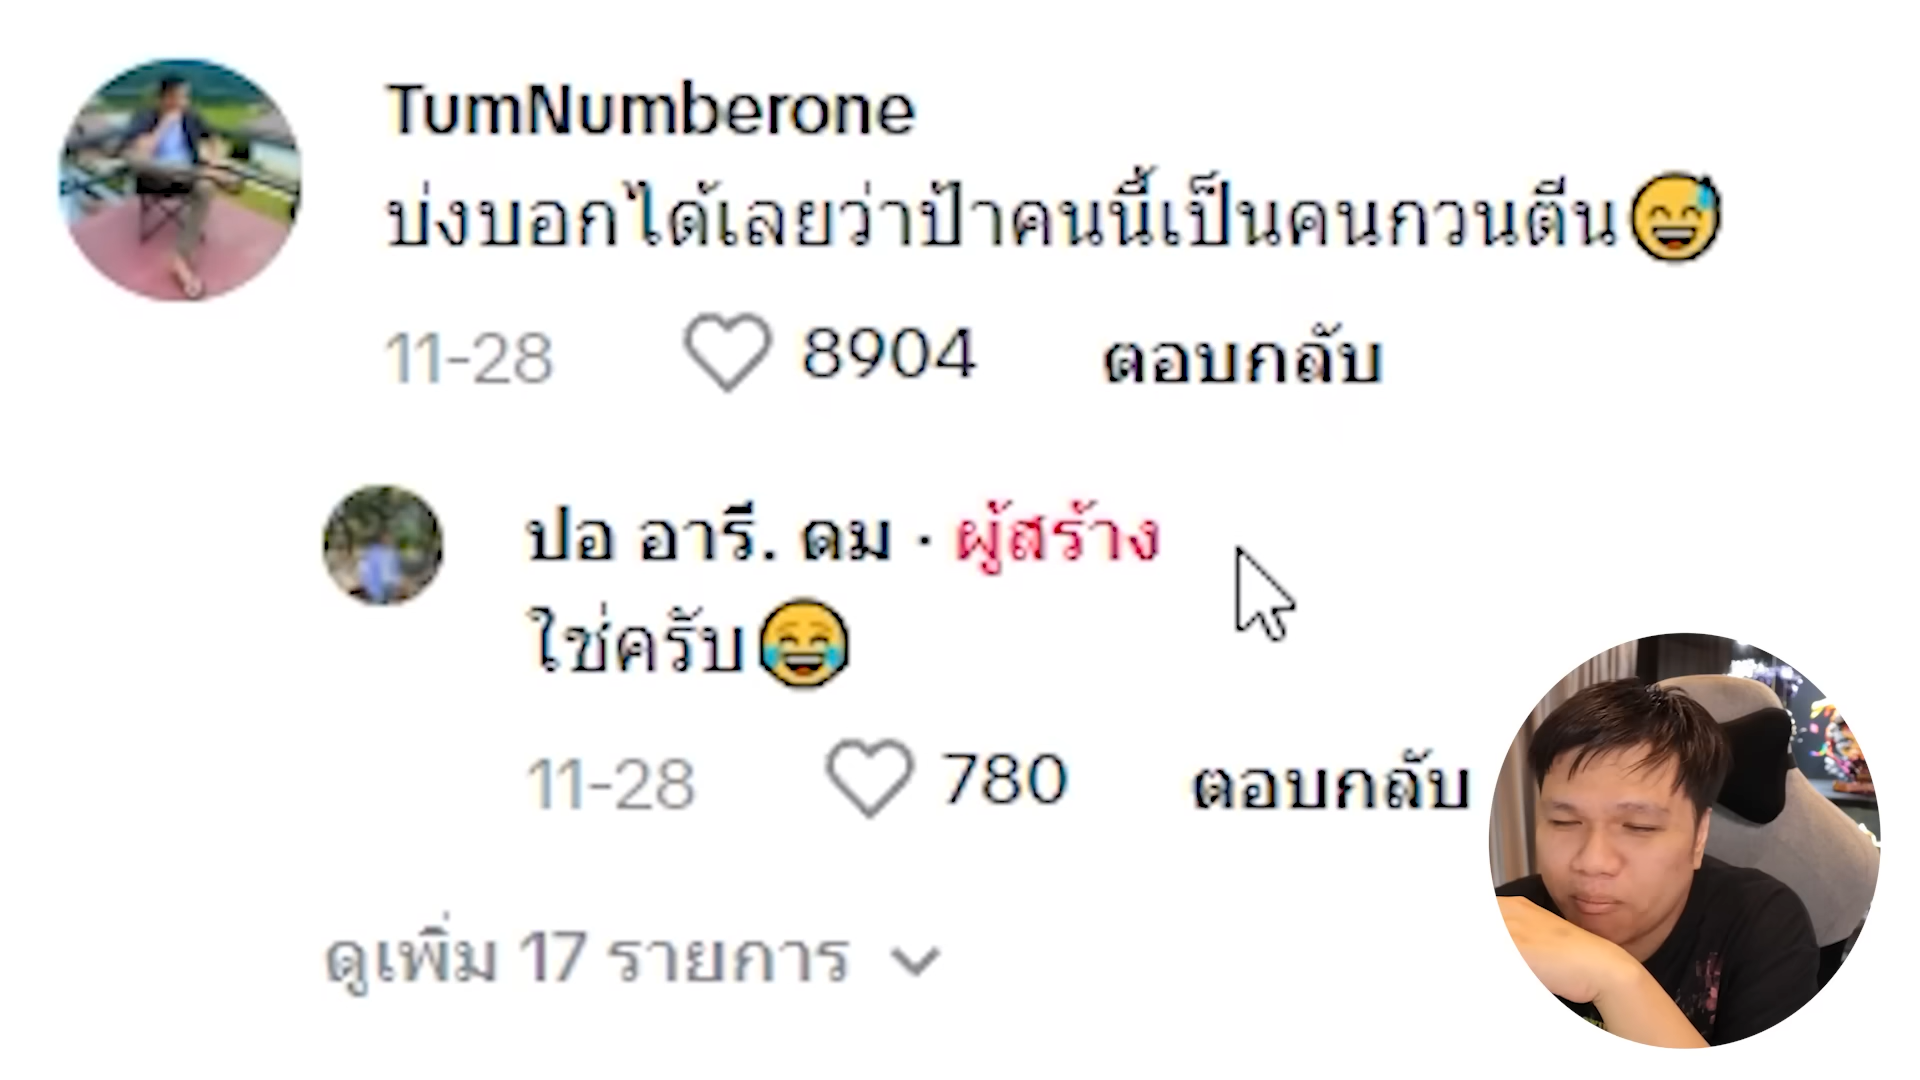 TumNumberone
บ่งบอกได้เลยว่าป้าคนนี้เป็นคนกวนตีน😅
11-28 8904 ตอบกลับ
ปอ อารี. ดม · ผู้สร้าง
ใช่ครับ😂
11-28 780 ตอบกลับ
ดูเพิ่ม 17 รายการ